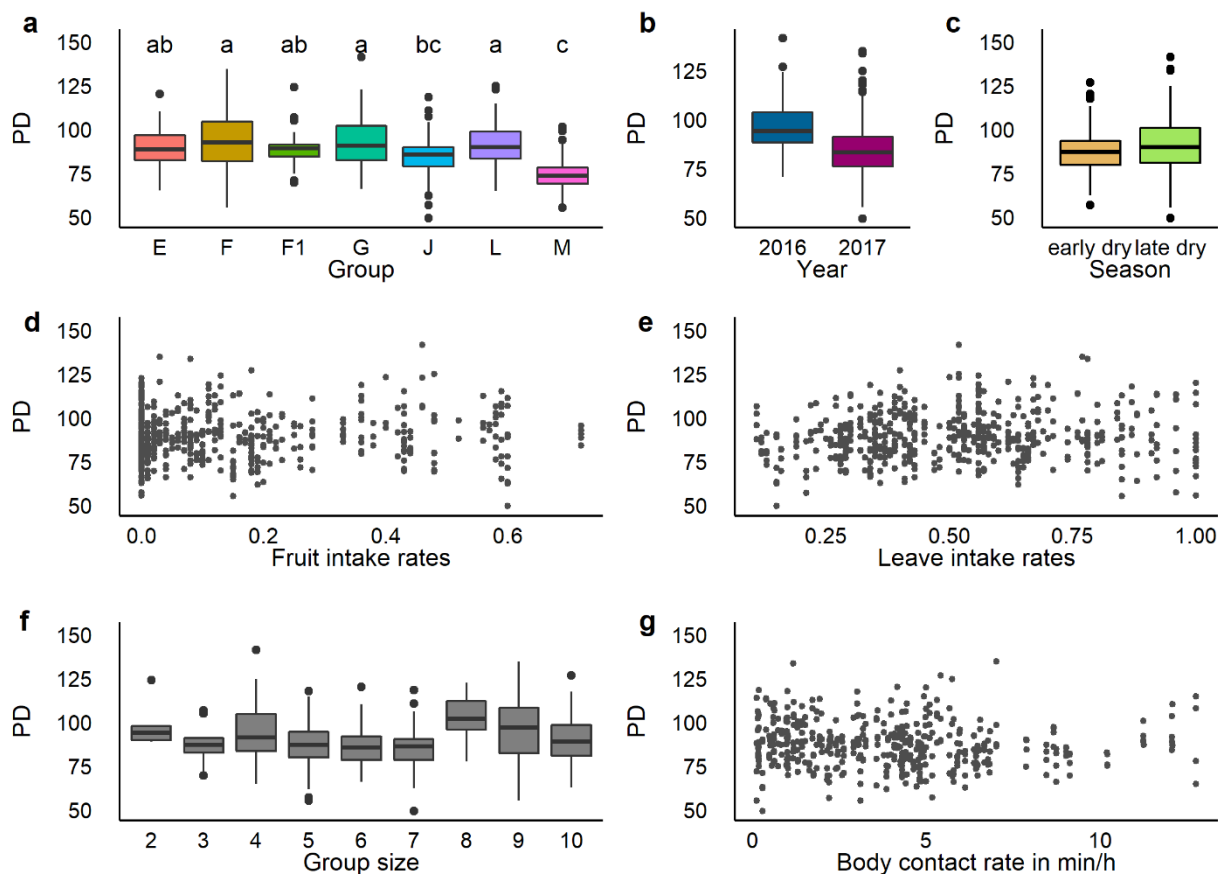 a
150
125
100
75
50
PD
ab a ab a bc a c
E F F1 G J L M
Group
b
125
100
75
50
PD
2016 2017
Year
c
150
125
100
75
50
PD
early dry late dry
Season
d
150
125
100
75
50
PD
0.0 0.2 0.4 0.6
Fruit intake rates
e
150
125
100
75
50
PD
0.25 0.50 0.75 1.00
Leave intake rates
f
150
125
100
75
50
PD
2 3 4 5 6 7 8 9 10
Group size
g
150
125
100
75
50
PD
0 5 10
Body contact rate in min/h